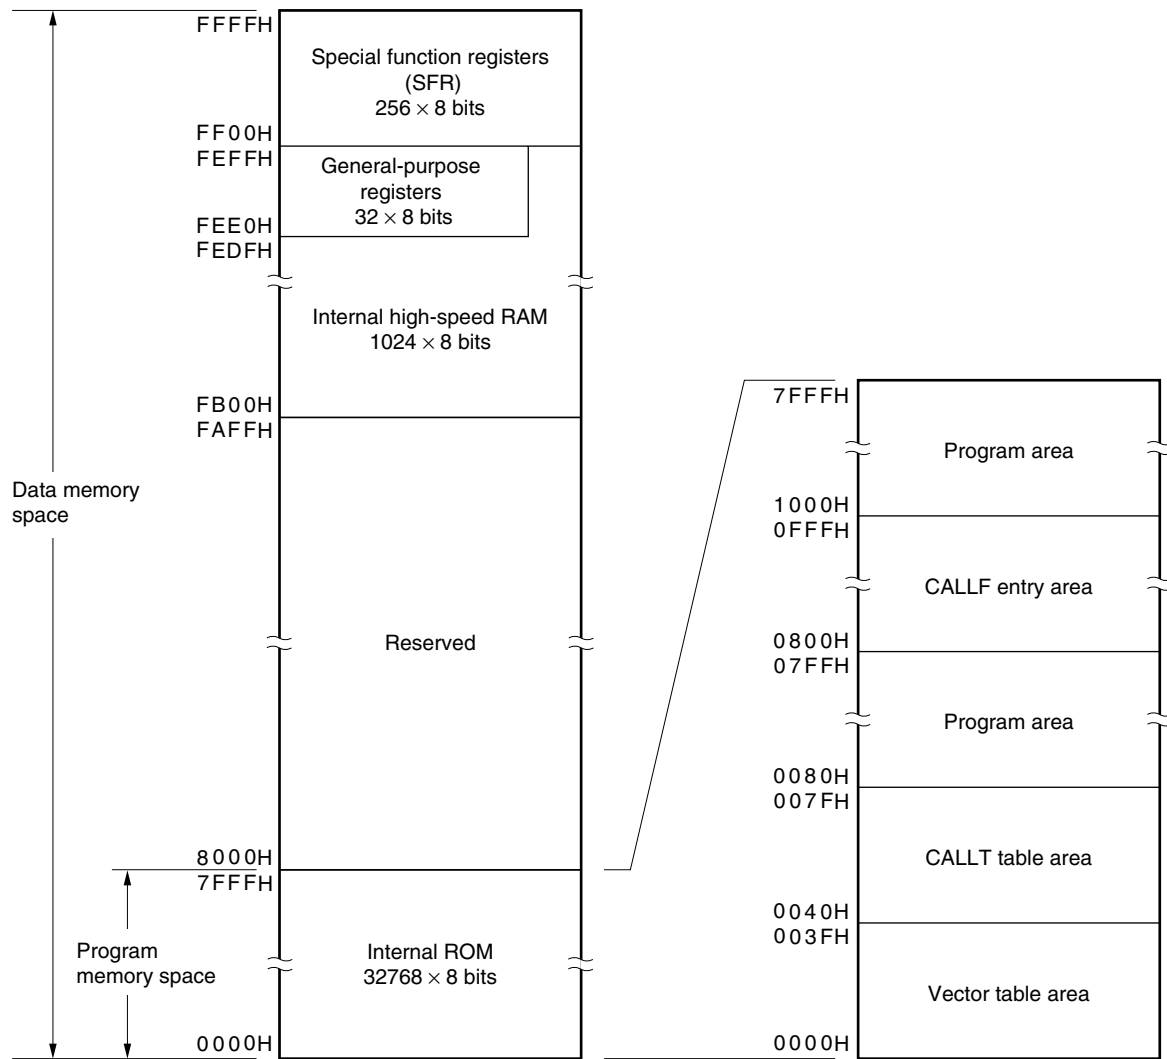 FFFFH
Special function registers
(SFR)
256 × 8 bits
FF00H
FEFFH
General-purpose
registers
32 × 8 bits
FEE0H
FEDFH
Internal high-speed RAM
1024 × 8 bits
FB00H
FAFFH
Data memory
space
Reserved
8000H
7FFFH
Program
memory space
Internal ROM
32768 × 8 bits
0000H
7FFFH
Program area
1000H
0FFFH
CALLF entry area
0800H
07FFH
Program area
0080H
007FH
CALLT table area
0040H
003FH
Vector table area
0000H